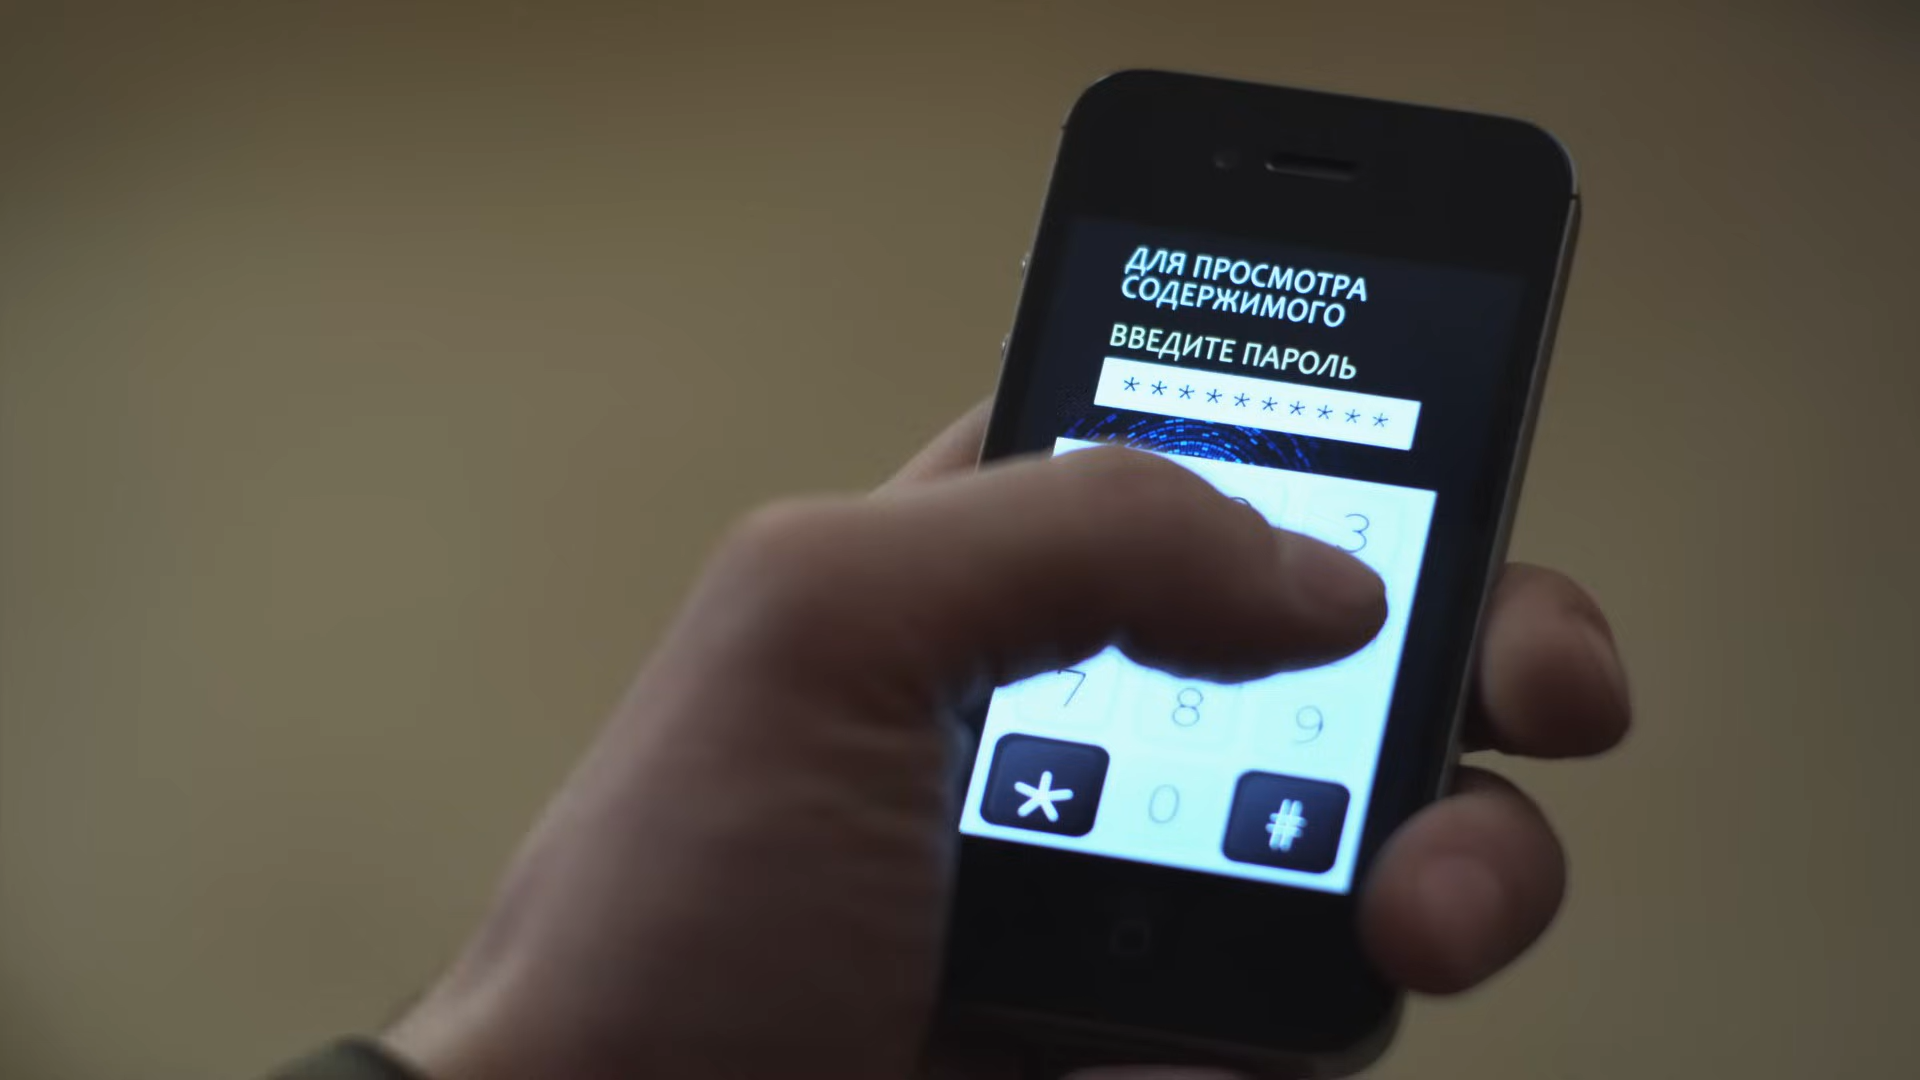 ДЛЯ ПРОСМОТРА
СОДЕРЖИМОГО
ВВЕДИТЕ ПАРОЛЬ
* * * * * * * * * *
3
7 8 9
* 0 #